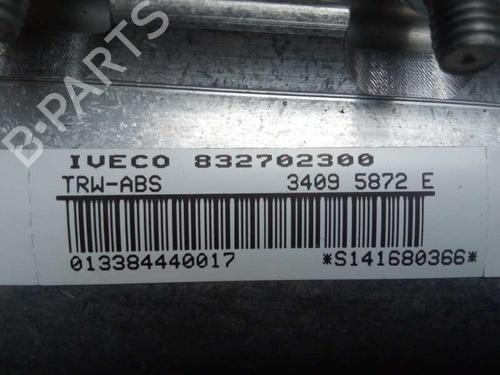 B-PARTS
IVECO 832702300
TRW-ABS 3409 5872 E
013384440017 *S141680366*